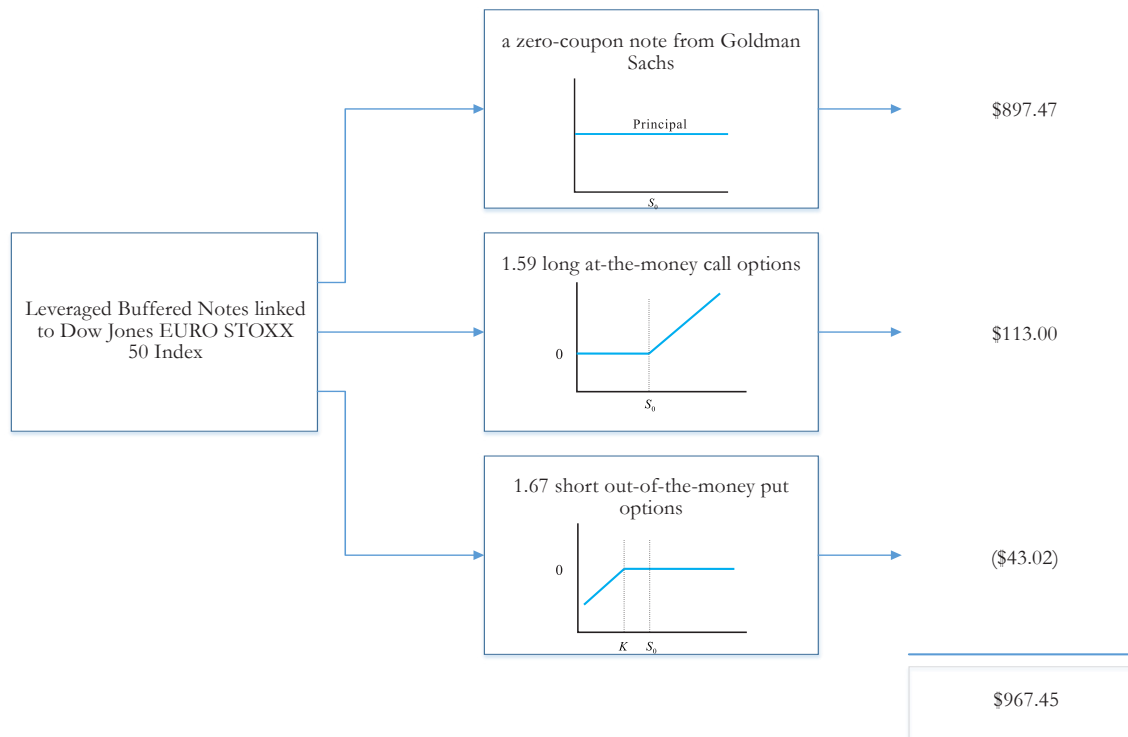 a zero-coupon note from Goldman
Sachs
Principal
S₀
$897.47
Leveraged Buffered Notes linked
to Dow Jones EURO STOXX
50 Index
1.59 long at-the-money call options
0
S₀
$113.00
1.67 short out-of-the-money put
options
0
K S₀
($43.02)
$967.45